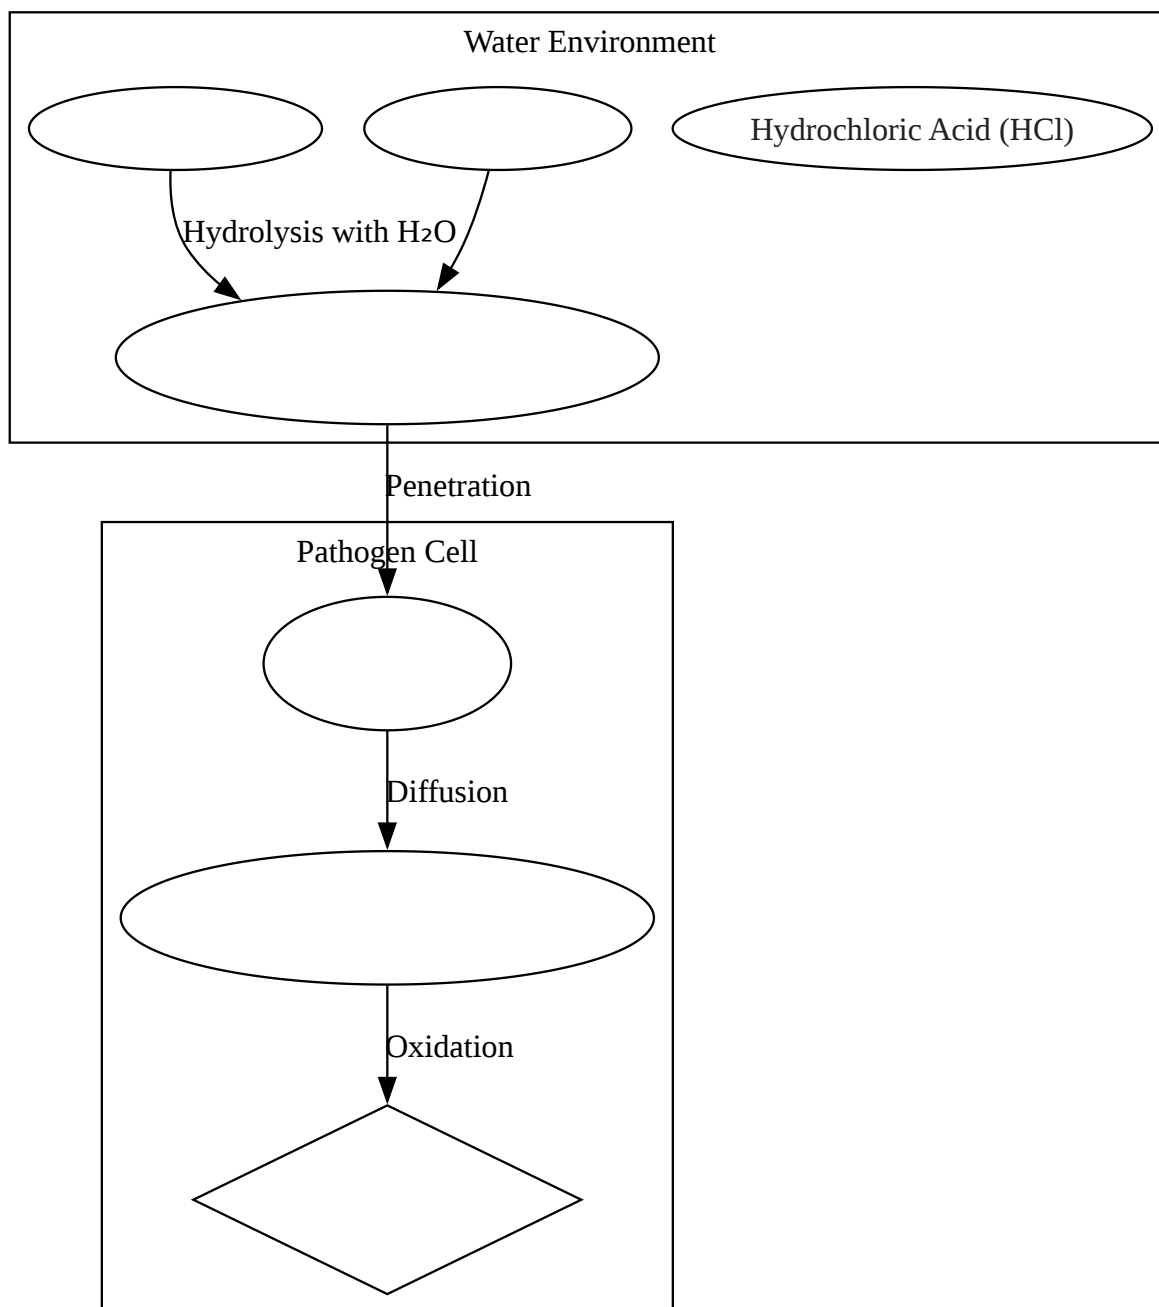 Water Environment
Hydrochloric Acid (HCl)
Hydrolysis with H₂O
Penetration
Pathogen Cell
Diffusion
Oxidation